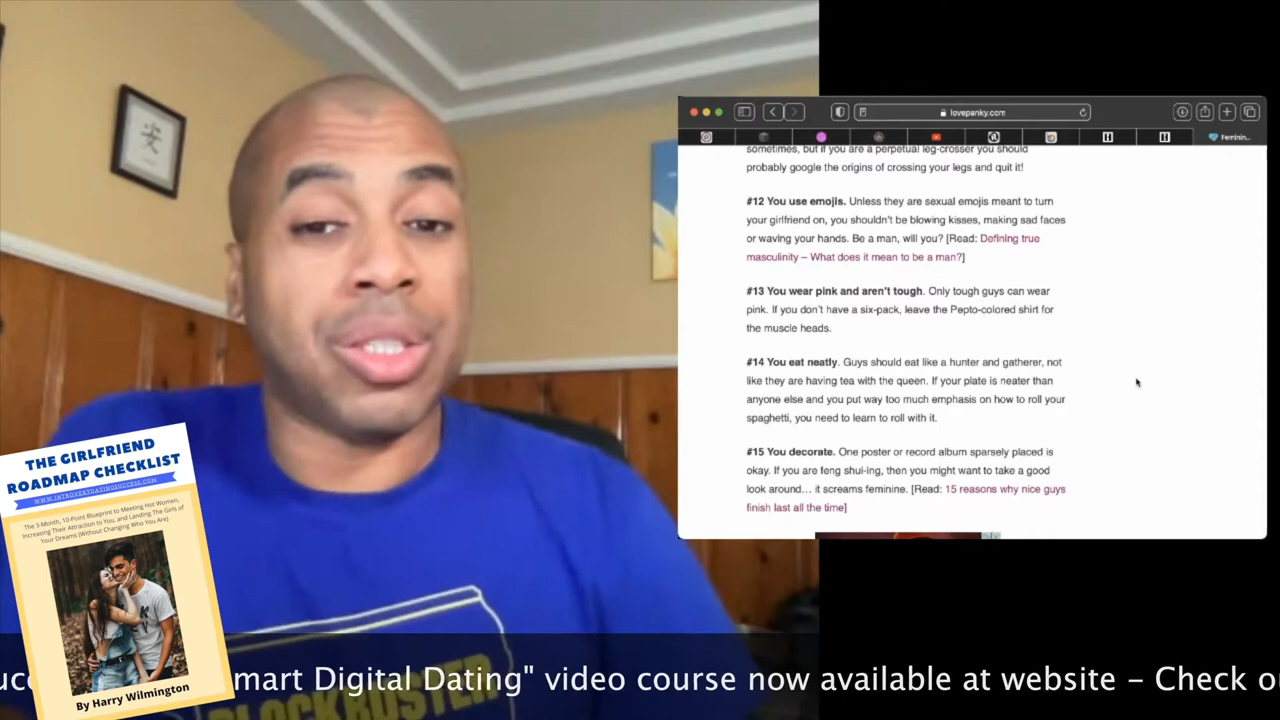 安
THE GIRLFRIEND
ROADMAP CHECKLIST
WWW.INTROVERTDATINGSUCCESS.COM
The 3-Month, 10-Point Blueprint to Meeting Hot Women,
Increasing Their Attraction to You, and Landing The Girls of
Your Dreams (Without Changing Who You Are)
By Harry Wilmington
BLOCKBUSTER
lovepanky.com
Feminin...
sometimes, but if you are a perpetual leg-crosser you should
probably google the origins of crossing your legs and quit it!
#12 You use emojis. Unless they are sexual emojis meant to turn
your girlfriend on, you shouldn't be blowing kisses, making sad faces
or waving your hands. Be a man, will you? [Read: Defining true
masculinity – What does it mean to be a man?]
#13 You wear pink and aren't tough. Only tough guys can wear
pink. If you don't have a six-pack, leave the Pepto-colored shirt for
the muscle heads.
#14 You eat neatly. Guys should eat like a hunter and gatherer, not
like they are having tea with the queen. If your plate is neater than
anyone else and you put way too much emphasis on how to roll your
spaghetti, you need to learn to roll with it.
#15 You decorate. One poster or record album sparsely placed is
okay. If you are feng shui-ing, then you might want to take a good
look around... it screams feminine. [Read: 15 reasons why nice guys
finish last all the time]
uc mart Digital Dating" video course now available at website – Check o